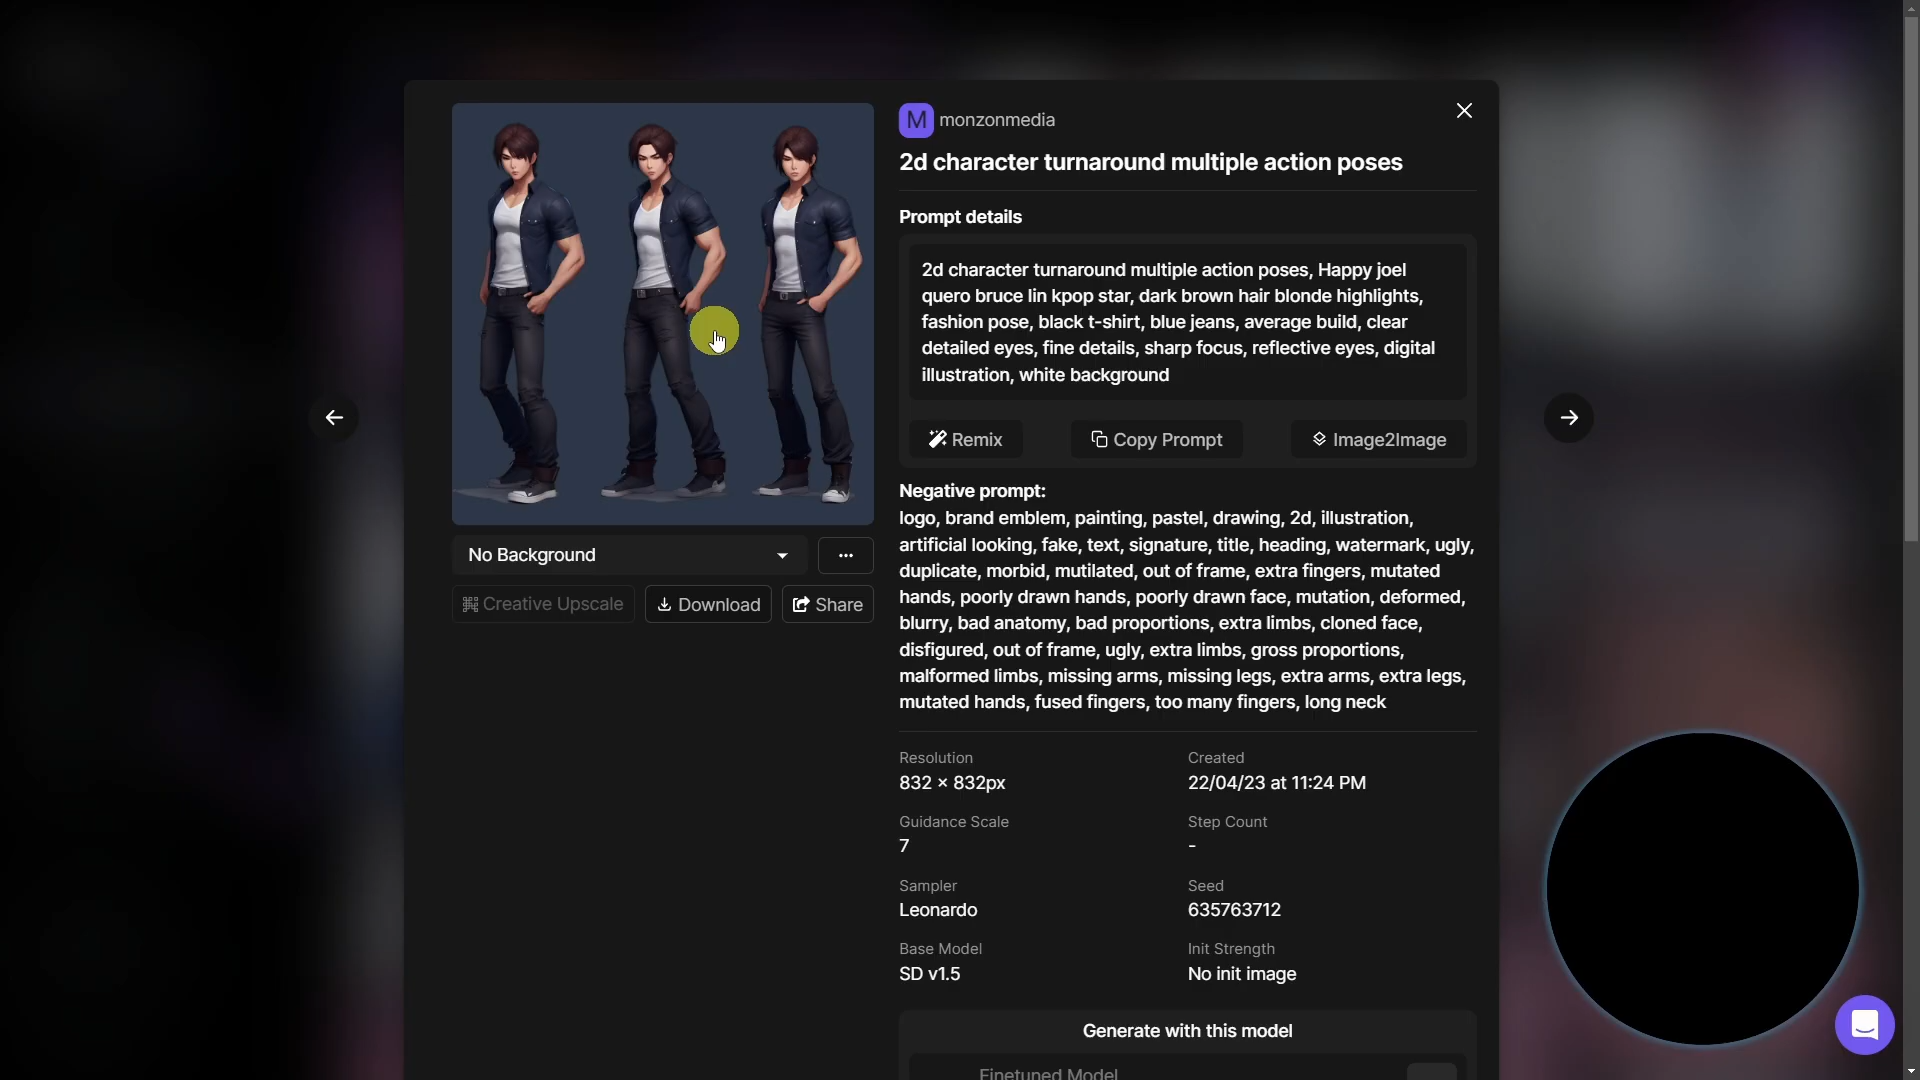 M monzonmedia
2d character turnaround multiple action poses
Prompt details
2d character turnaround multiple action poses, Happy joel
quero bruce lin kpop star, dark brown hair blonde highlights,
fashion pose, black t-shirt, blue jeans, average build, clear
detailed eyes, fine details, sharp focus, reflective eyes, digital
illustration, white background
Remix Copy Prompt Image2Image
Negative prompt:
logo, brand emblem, painting, pastel, drawing, 2d, illustration,
artificial looking, fake, text, signature, title, heading, watermark, ugly,
duplicate, morbid, mutilated, out of frame, extra fingers, mutated
hands, poorly drawn hands, poorly drawn face, mutation, deformed,
blurry, bad anatomy, bad proportions, extra limbs, cloned face,
disfigured, out of frame, ugly, extra limbs, gross proportions,
malformed limbs, missing arms, missing legs, extra arms, extra legs,
mutated hands, fused fingers, too many fingers, long neck
No Background
Creative Upscale Download Share
Resolution Created
832 × 832px 22/04/23 at 11:24 PM
Guidance Scale Step Count
7 -
Sampler Seed
Leonardo 635763712
Base Model Init Strength
SD v1.5 No init image
Generate with this model
Finetuned Model